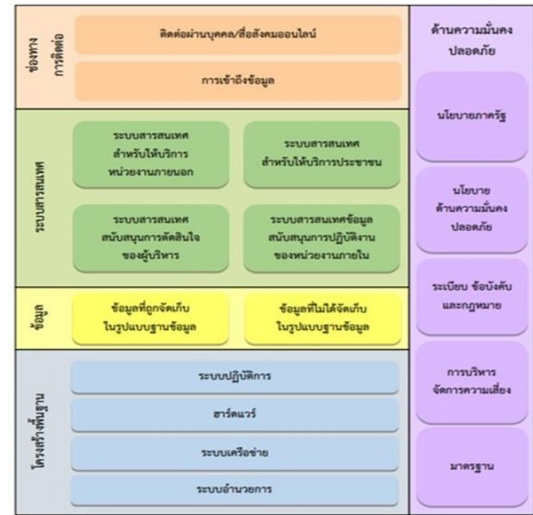 ช่องทาง
การติดต่อ
ติดต่อผ่านบุคคล/สื่อสังคมออนไลน์
การเข้าถึงข้อมูล
ระบบสารสนเทศ
ระบบสารสนเทศ
สำหรับให้บริการ
หน่วยงานภายนอก
ระบบสารสนเทศ
สำหรับให้บริการประชาชน
ระบบสารสนเทศ
สนับสนุนการตัดสินใจ
ของผู้บริหาร
ระบบสารสนเทศข้อมูล
สนับสนุนการปฏิบัติงาน
ของหน่วยงานภายใน
ข้อมูล
ข้อมูลที่ถูกจัดเก็บ
ในรูปแบบฐานข้อมูล
ข้อมูลที่ไม่ได้จัดเก็บ
ในรูปแบบฐานข้อมูล
โครงสร้างพื้นฐาน
ระบบปฏิบัติการ
ฮาร์ดแวร์
ระบบเครือข่าย
ระบบอำนวยการ
ด้านความมั่นคง
ปลอดภัย
นโยบายภาครัฐ
นโยบาย
ด้านความมั่นคง
ปลอดภัย
ระเบียบ ข้อบังคับ
และกฎหมาย
การบริหาร
จัดการความเสี่ยง
มาตรฐาน